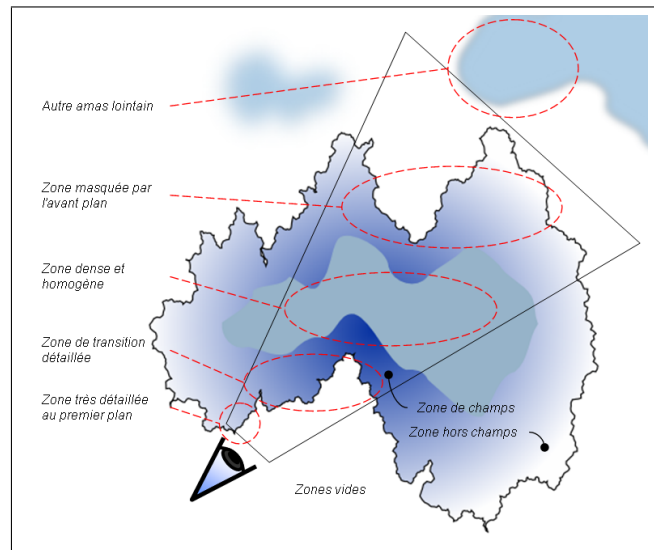 Autre amas lointain
Zone masquée par
l'avant plan
Zone dense et
homogène
Zone de transition
détaillée
Zone très détaillée
au premier plan
Zone de champs
Zone hors champs
Zones vides